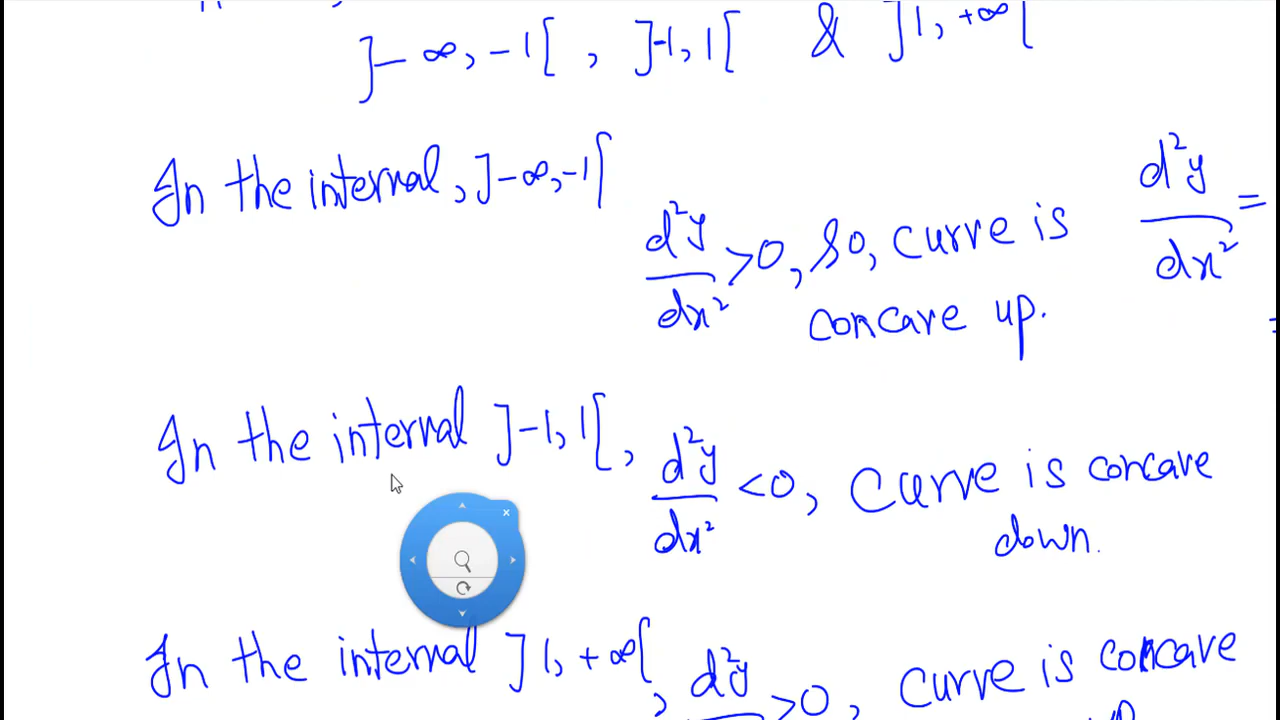 ]-∞, -1[ , ]-1, 1[ & ]1, +∞[
In the interval, ]-∞, -1[
d²y/dx² > 0, So, curve is
concave up.
d²y/dx² =
In the interval ]-1, 1[, d²y/dx² < 0, Curve is concave
down.
In the interval ]1, +∞[, d²y > 0, Curve is concave